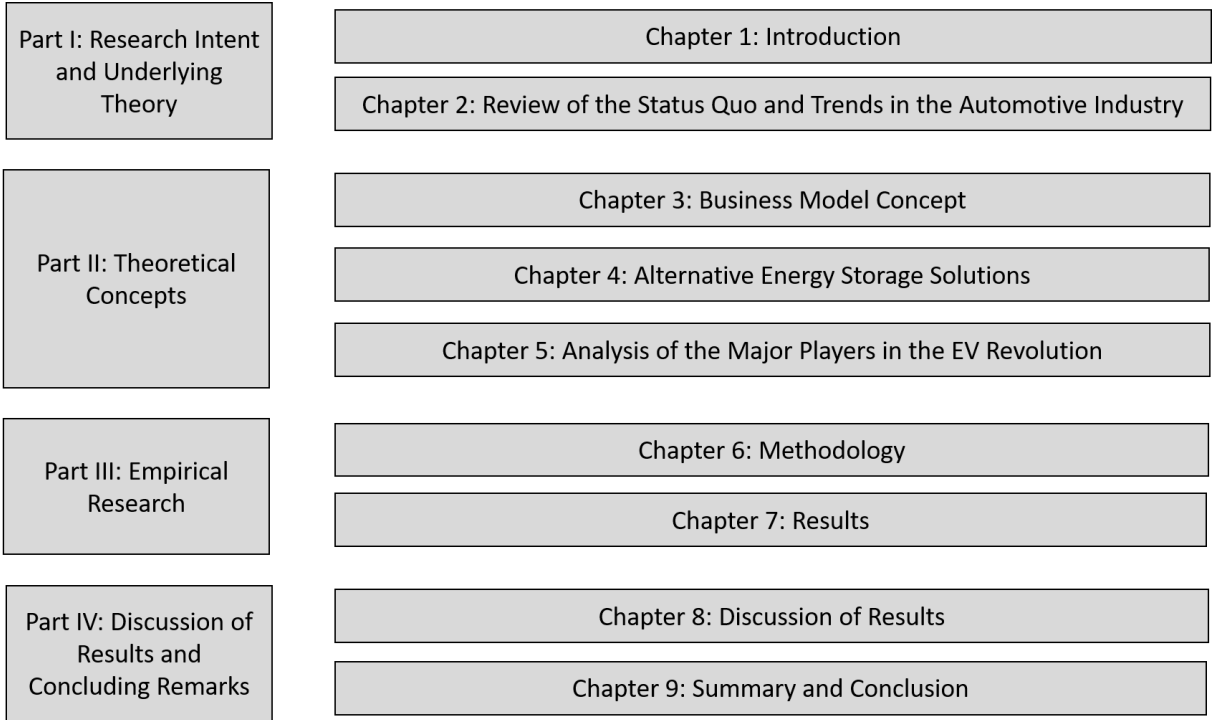 Part I: Research Intent
and Underlying
Theory
Chapter 1: Introduction
Chapter 2: Review of the Status Quo and Trends in the Automotive Industry
Part II: Theoretical
Concepts
Chapter 3: Business Model Concept
Chapter 4: Alternative Energy Storage Solutions
Chapter 5: Analysis of the Major Players in the EV Revolution
Part III: Empirical
Research
Chapter 6: Methodology
Chapter 7: Results
Part IV: Discussion of
Results and
Concluding Remarks
Chapter 8: Discussion of Results
Chapter 9: Summary and Conclusion